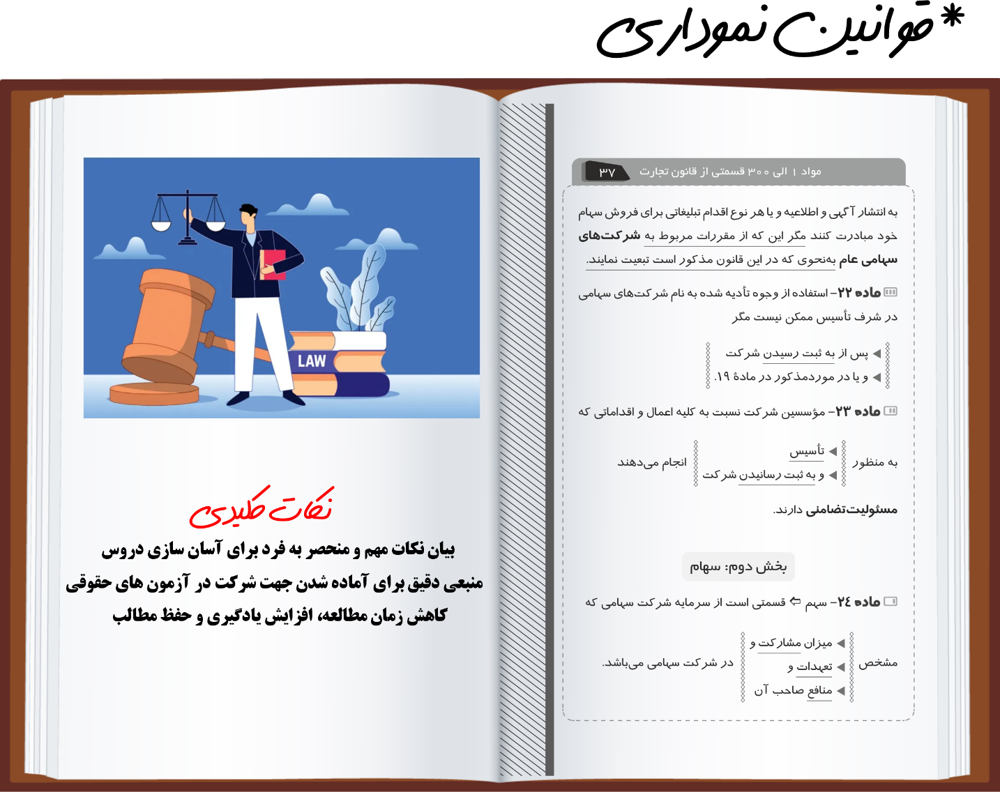 *قوانین نموداری
مواد ۱ الی ۳۰۰ قسمتی از قانون تجارت
۳۷
به انتشار آگهی و اطلاعیه و یا هر نوع اقدام تبلیغاتی برای فروش سهام
خود مبادرت کنند مگر این که از مقررات مربوط به شرکت‌های
سهامی عام به‌نحوی که در این قانون مذکور است تبعیت نمایند.
ماده ۲۲- استفاده از وجوه تأدیه شده به نام شرکت‌های سهامی
در شرف تأسیس ممکن نیست مگر
پس از به ثبت رسیدن شرکت
و یا در موردمذکور در مادهٔ ۱۹.
ماده ۲۳- مؤسسین شرکت نسبت به کلیه اعمال و اقداماتی که
به منظور
تأسیس
و به ثبت رسانیدن شرکت
انجام می‌دهند
مسئولیت‌تضامنی دارند.
بخش دوم: سهام
ماده ۲۴- سهم ⇦ قسمتی است از سرمایه شرکت سهامی که
مشخص
میزان مشارکت و
تعهدات و
منافع صاحب آن
در شرکت سهامی می‌باشد.
LAW
نکات کلیدی
بیان نکات مهم و منحصر به فرد برای آسان سازی دروس
منبعی دقیق برای آماده شدن جهت شرکت در آزمون های حقوقی
کاهش زمان مطالعه، افزایش یادگیری و حفظ مطالب